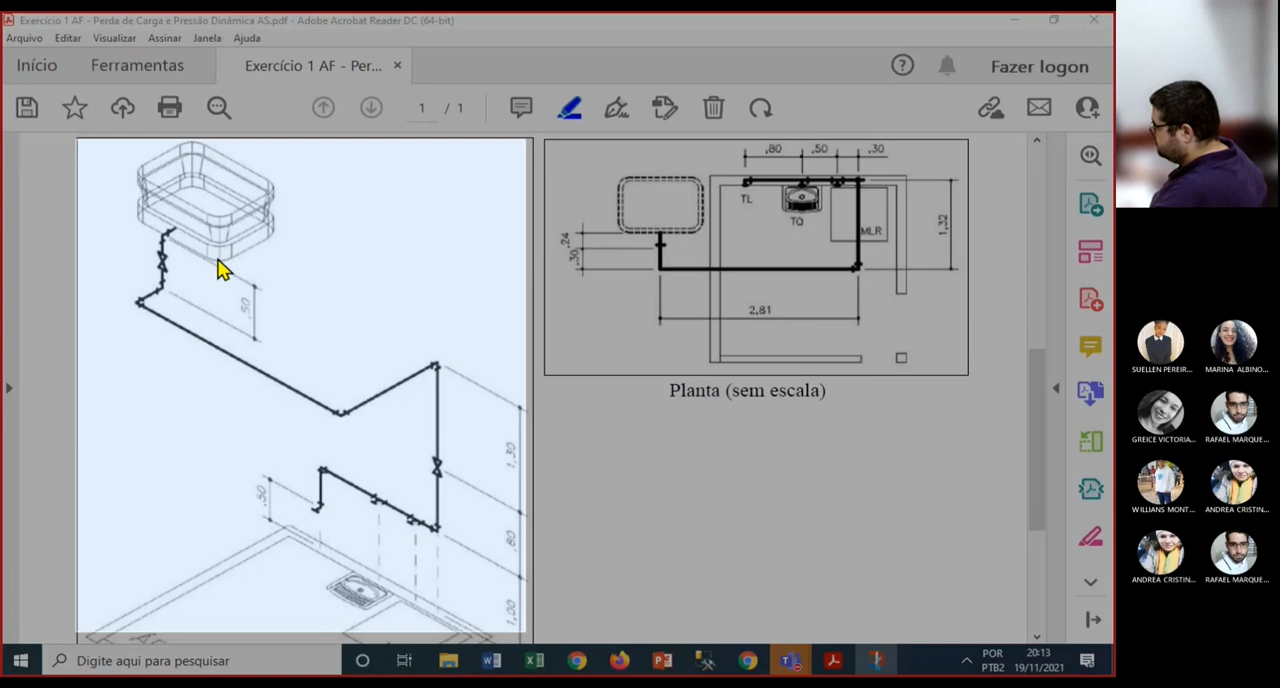 Exercício 1 AF - Perda de Carga e Pressão Dinâmica AS.pdf - Adobe Acrobat Reader DC (64-bit)
Arquivo Editar Visualizar Assinar Janela Ajuda
Início Ferramentas Exercício 1 AF - Per... × Fazer logon
1 / 1
,50
1,30
,50
,80
1,00
,80 ,50 ,30
TL
TQ
MLR
,24
,30
1,32
2,81
Planta (sem escala)
SUELLEN PEREIR... MARINA ALBINO...
GREICE VICTORIA... RAFAEL MARQUE...
WILLIANS MONT... ANDREA CRISTIN...
ANDREA CRISTIN... RAFAEL MARQUE...
Digite aqui para pesquisar
POR
PTB2
20:13
19/11/2021